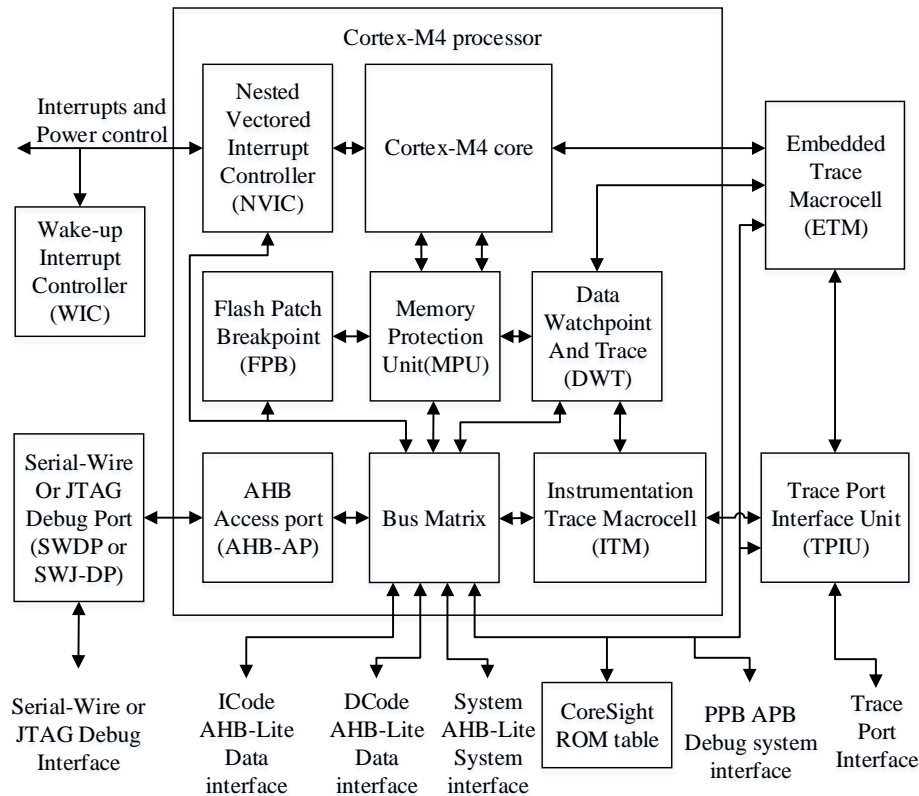 Cortex-M4 processor
Interrupts and
Power control
Nested
Vectored
Interrupt
Controller
(NVIC)
Cortex-M4 core
Embedded
Trace
Macrocell
(ETM)
Wake-up
Interrupt
Controller
(WIC)
Flash Patch
Breakpoint
(FPB)
Memory
Protection
Unit(MPU)
Data
Watchpoint
And Trace
(DWT)
Serial-Wire
Or JTAG
Debug Port
(SWDP or
SWJ-DP)
AHB
Access port
(AHB-AP)
Bus Matrix
Instrumentation
Trace Macrocell
(ITM)
Trace Port
Interface Unit
(TPIU)
Serial-Wire or
JTAG Debug
Interface
ICode
AHB-Lite
Data
interface
DCode
AHB-Lite
Data
interface
System
AHB-Lite
System
interface
CoreSight
ROM table
PPB APB
Debug system
interface
Trace
Port
Interface